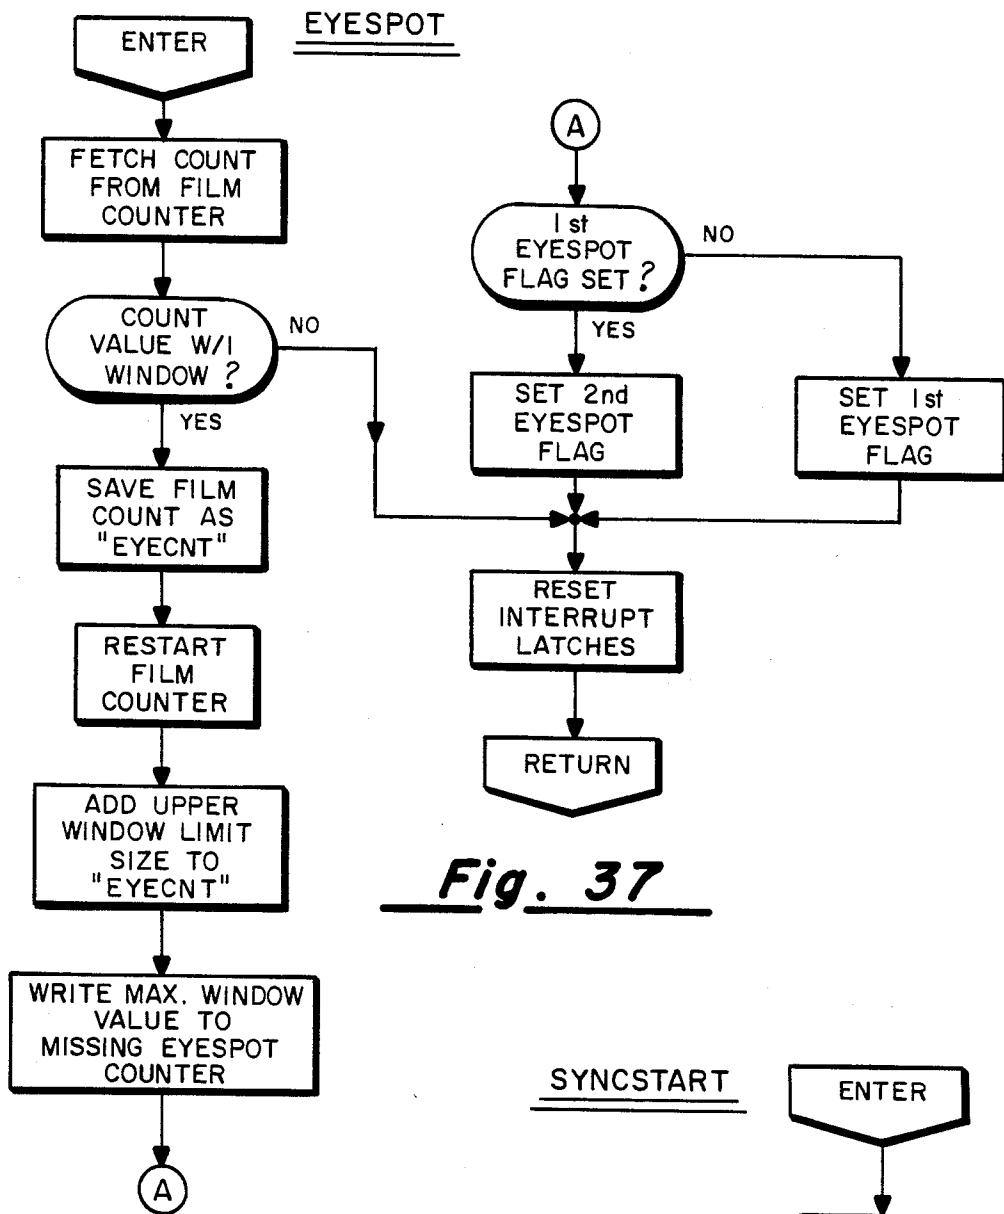 EYESPOT
ENTER
FETCH COUNT
FROM FILM
COUNTER
COUNT
VALUE W/I
WINDOW ?
NO
YES
SAVE FILM
COUNT AS
"EYECNT"
RESTART
FILM
COUNTER
ADD UPPER
WINDOW LIMIT
SIZE TO
"EYECNT"
WRITE MAX. WINDOW
VALUE TO
MISSING EYESPOT
COUNTER
A
A
1st
EYESPOT
FLAG SET ?
NO
YES
SET 2nd
EYESPOT
FLAG
SET 1st
EYESPOT
FLAG
RESET
INTERRUPT
LATCHES
RETURN
Fig. 37
SYNCSTART
ENTER